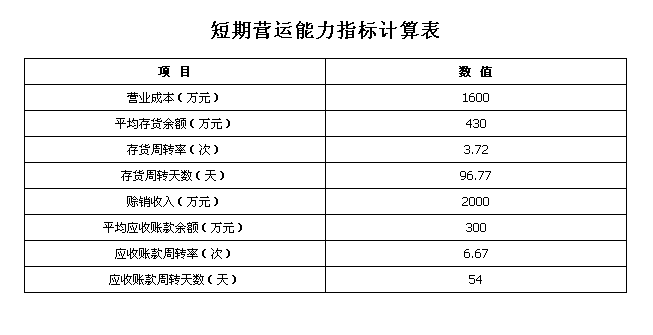 短期营运能力指标计算表
项 目 数 值
营业成本（万元） 1600
平均存货余额（万元） 430
存货周转率（次） 3.72
存货周转天数（天） 96.77
赊销收入（万元） 2000
平均应收账款余额（万元） 300
应收账款周转率（次） 6.67
应收账款周转天数（天） 54